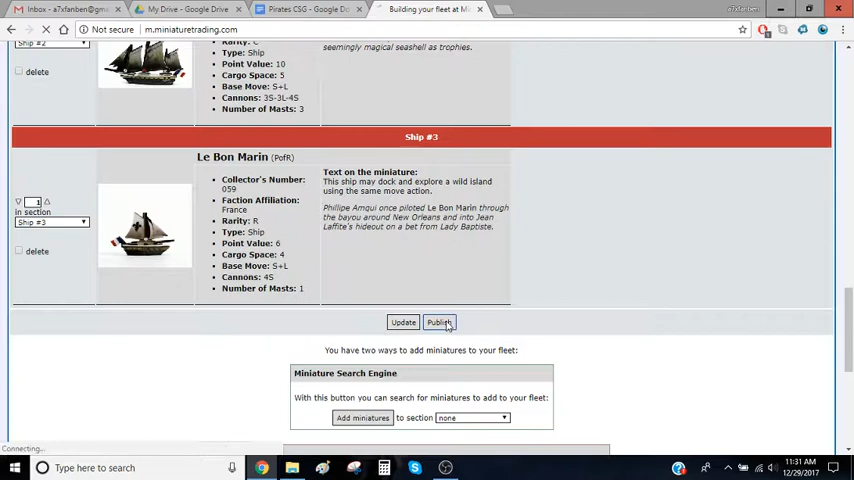 Inbox - a7xfanben@gma
My Drive - Google Drive
Pirates CSG - Google Do
Building your fleet at Mi
a7xfanben
Not secure | m.miniaturetrading.com
Ship #2
delete
Rarity: C
Type: Ship
Point Value: 10
Cargo Space: 5
Base Move: S+L
Cannons: 3S-3L-4S
Number of Masts: 3
seemingly magical seashell as trophies.
Ship #3
1
in section
Ship #3
delete
Le Bon Marin (PofR)
Collector's Number:
059
Faction Affiliation:
France
Rarity: R
Type: Ship
Point Value: 6
Cargo Space: 4
Base Move: S+L
Cannons: 4S
Number of Masts: 1
Text on the miniature:
This ship may dock and explore a wild island
using the same move action.
Phillipe Amqui once piloted Le Bon Marin through
the bayou around New Orleans and into Jean
Laffite's hideout on a bet from Lady Baptiste.
Update
Publish
You have two ways to add miniatures to your fleet:
Miniature Search Engine
With this button you can search for miniatures to add to your fleet:
Add miniatures
to section
none
Connecting...
Type here to search
11:31 AM
12/29/2017